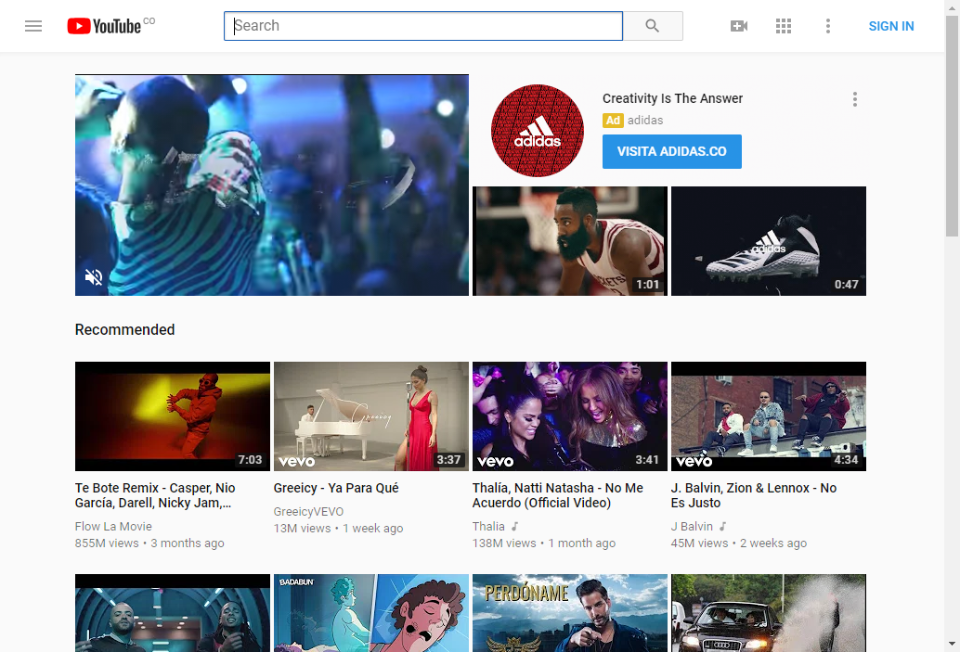 YouTube CO
Search
SIGN IN
Creativity Is The Answer
Ad adidas
VISITA ADIDAS.CO
adidas
1:01
adidas
0:47
Recommended
7:03
Greeicy
vevo
3:37
vevo
3:41
vevo
4:34
Te Bote Remix - Casper, Nio
García, Darell, Nicky Jam,...
Flow La Movie
855M views • 3 months ago
Greeicy - Ya Para Qué
GreeicyVEVO
13M views • 1 week ago
Thalía, Natti Natasha - No Me
Acuerdo (Official Video)
Thalia
138M views • 1 month ago
J. Balvin, Zion & Lennox - No
Es Justo
J Balvin
45M views • 2 weeks ago
BADABUN
PERDÓNAME